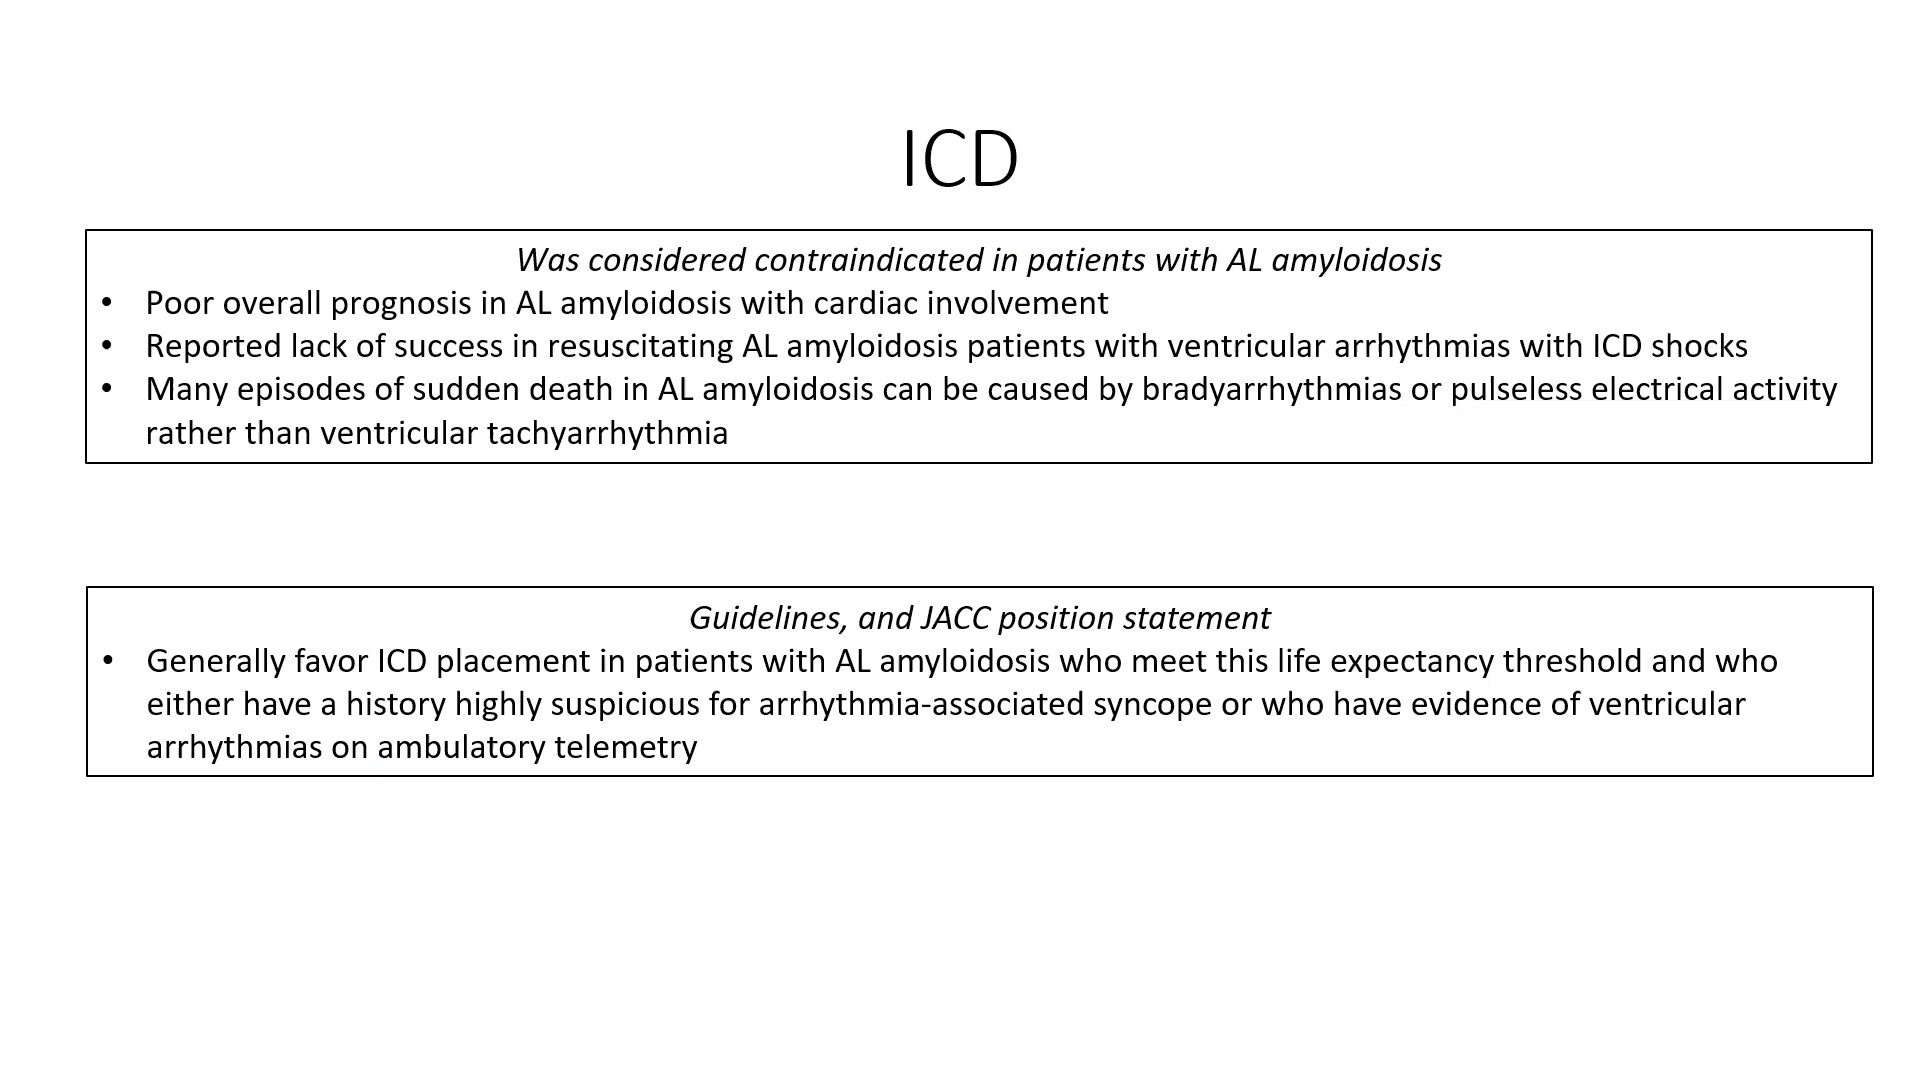 ICD
Was considered contraindicated in patients with AL amyloidosis
• Poor overall prognosis in AL amyloidosis with cardiac involvement
• Reported lack of success in resuscitating AL amyloidosis patients with ventricular arrhythmias with ICD shocks
• Many episodes of sudden death in AL amyloidosis can be caused by bradyarrhythmias or pulseless electrical activity
rather than ventricular tachyarrhythmia
Guidelines, and JACC position statement
• Generally favor ICD placement in patients with AL amyloidosis who meet this life expectancy threshold and who
either have a history highly suspicious for arrhythmia-associated syncope or who have evidence of ventricular
arrhythmias on ambulatory telemetry